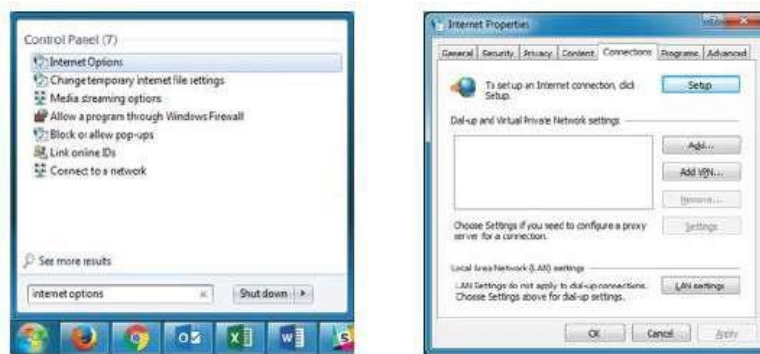 Control Panel (7)
Internet Options
Change temporary internet file settings
Media streaming options
Allow a program through Windows Firewall
Block or allow pop-ups
Link online IDs
Connect to a network
See more results
internet options
Shut down
Internet Properties
General Security Privacy Content Connections Programs Advanced
To set up an Internet connection, click
Setup.
Setup
Dial-up and Virtual Private Network settings
Add...
Add VPN...
Remove...
Choose Settings if you need to configure a proxy
server for a connection.
Settings
Local Area Network (LAN) settings
LAN Settings do not apply to dial-up connections.
Choose Settings above for dial-up settings.
LAN settings
OK Cancel Apply